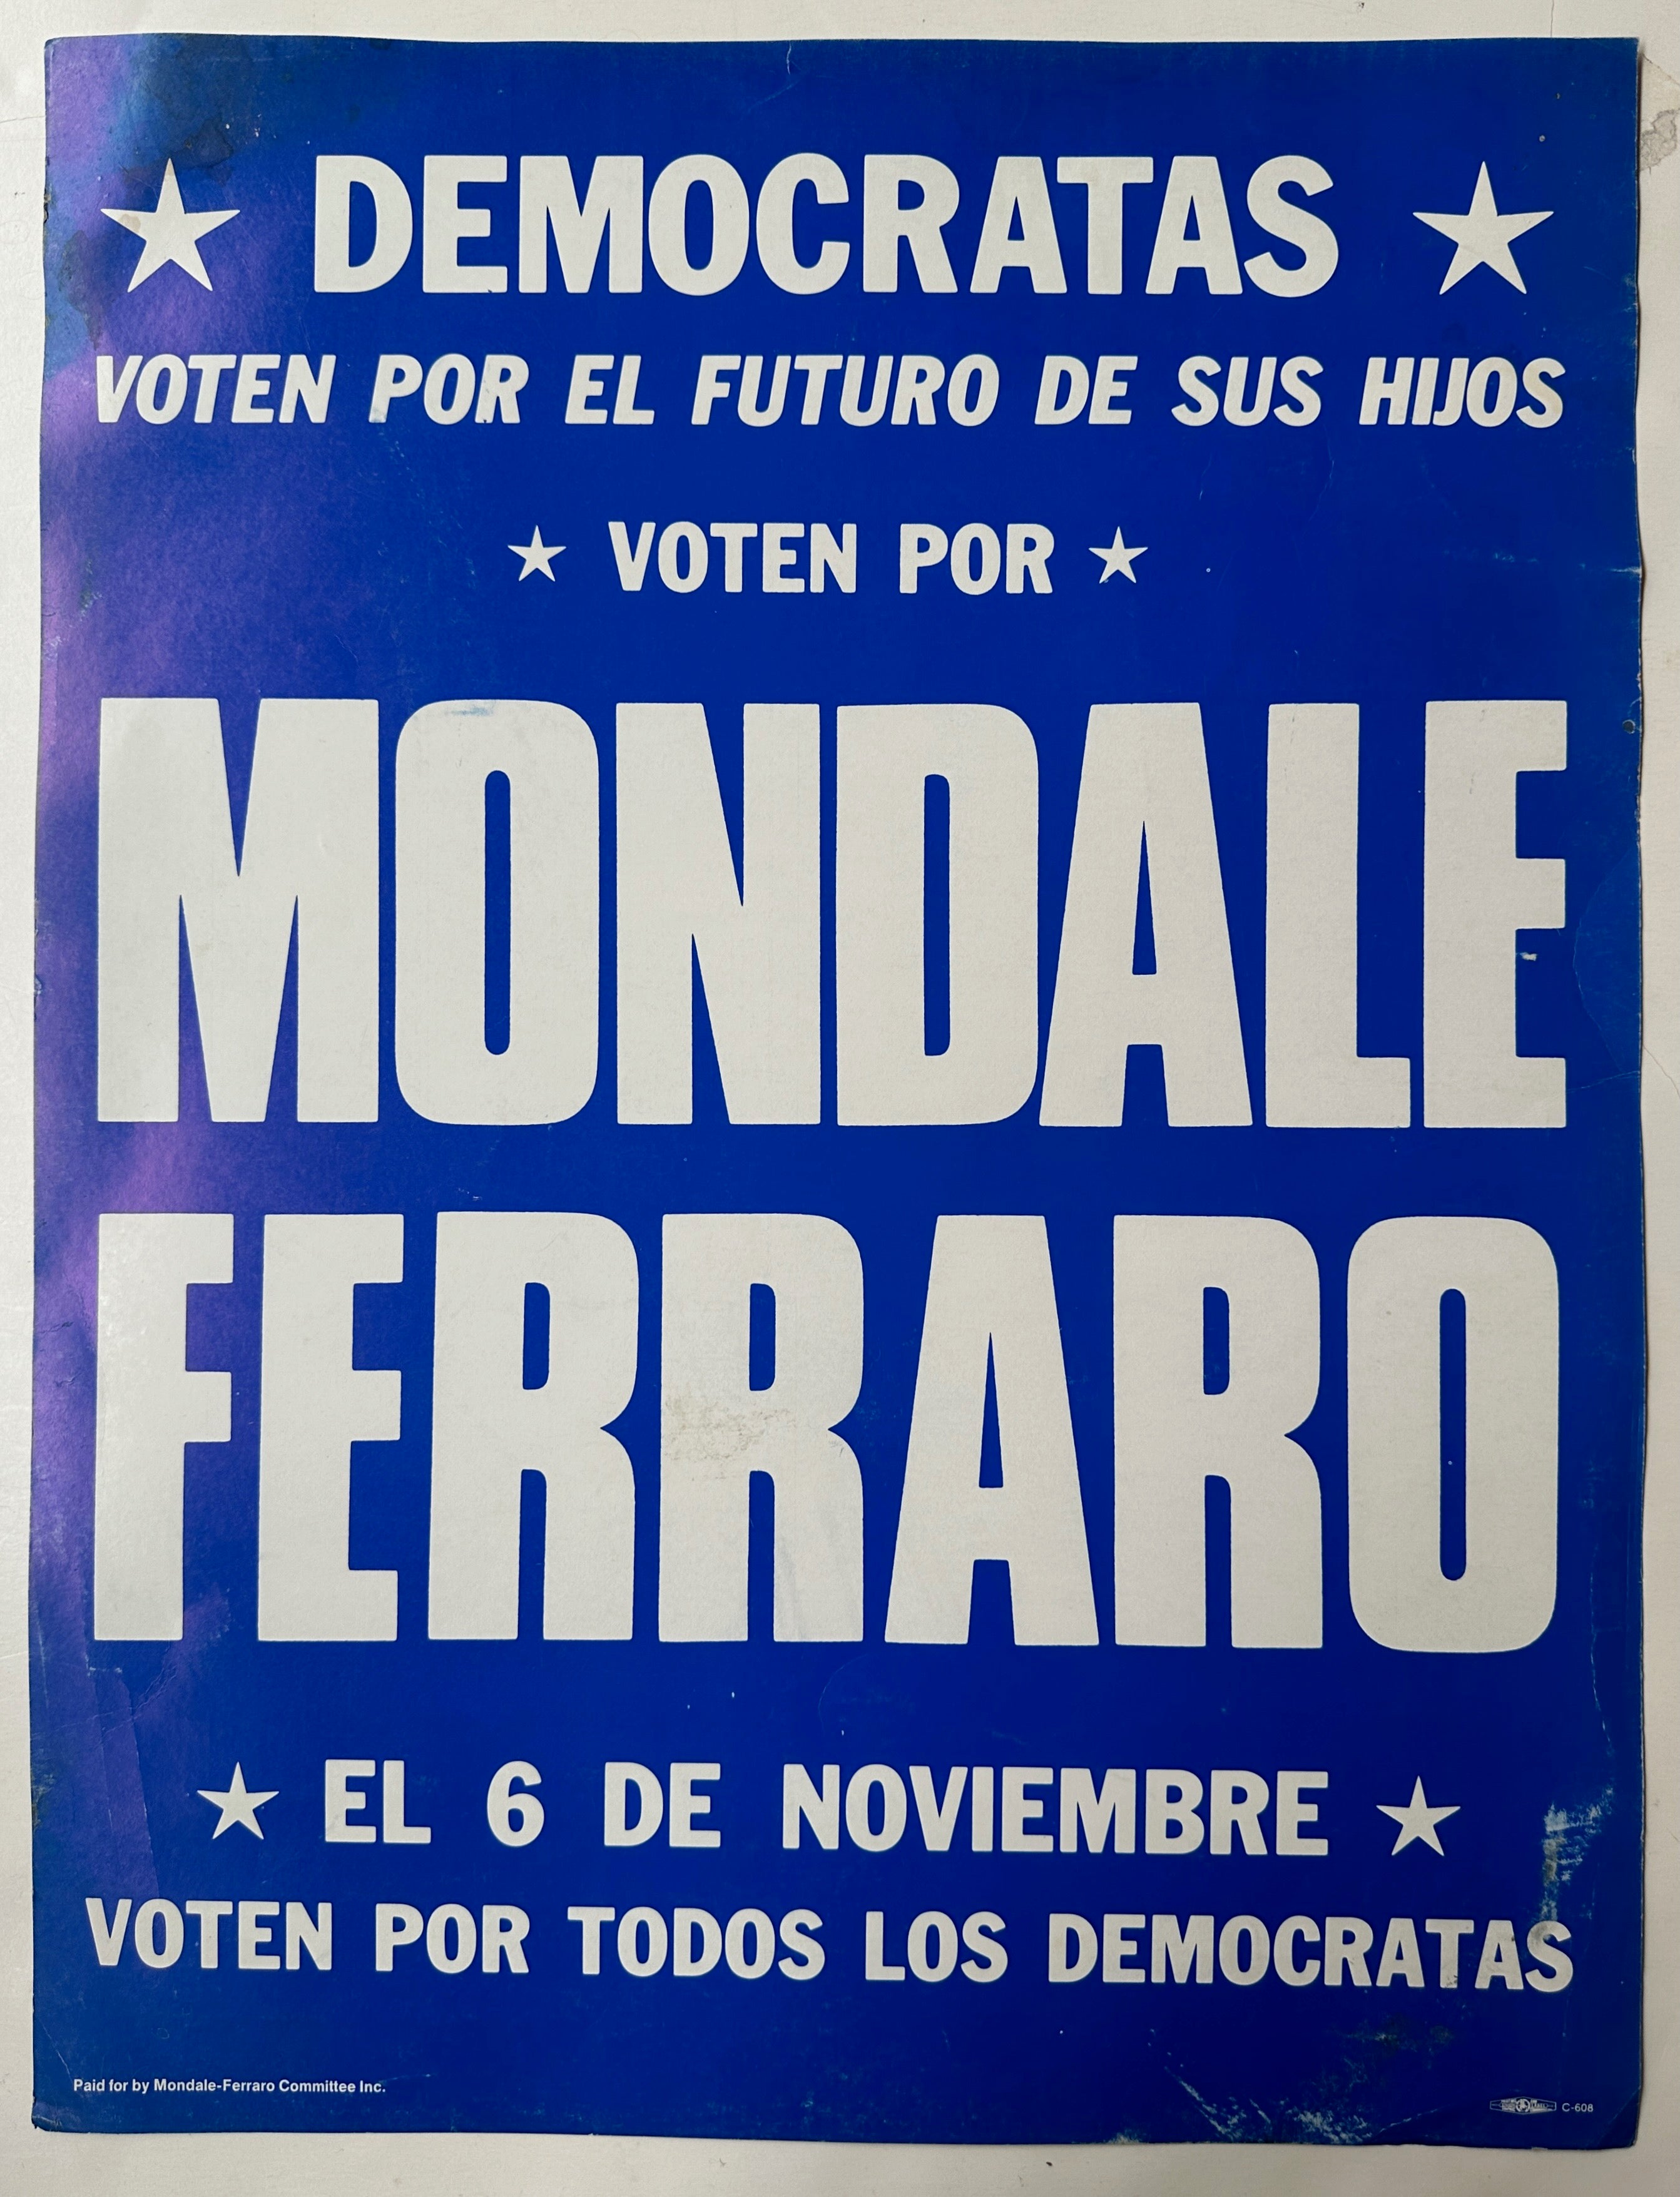 DEMOCRATAS
VOTEN POR EL FUTURO DE SUS HIJOS
VOTEN POR
MONDALE
FERRARO
EL 6 DE NOVIEMBRE
VOTEN POR TODOS LOS DEMOCRATAS
Paid for by Mondale-Ferraro Committee Inc.
C-608